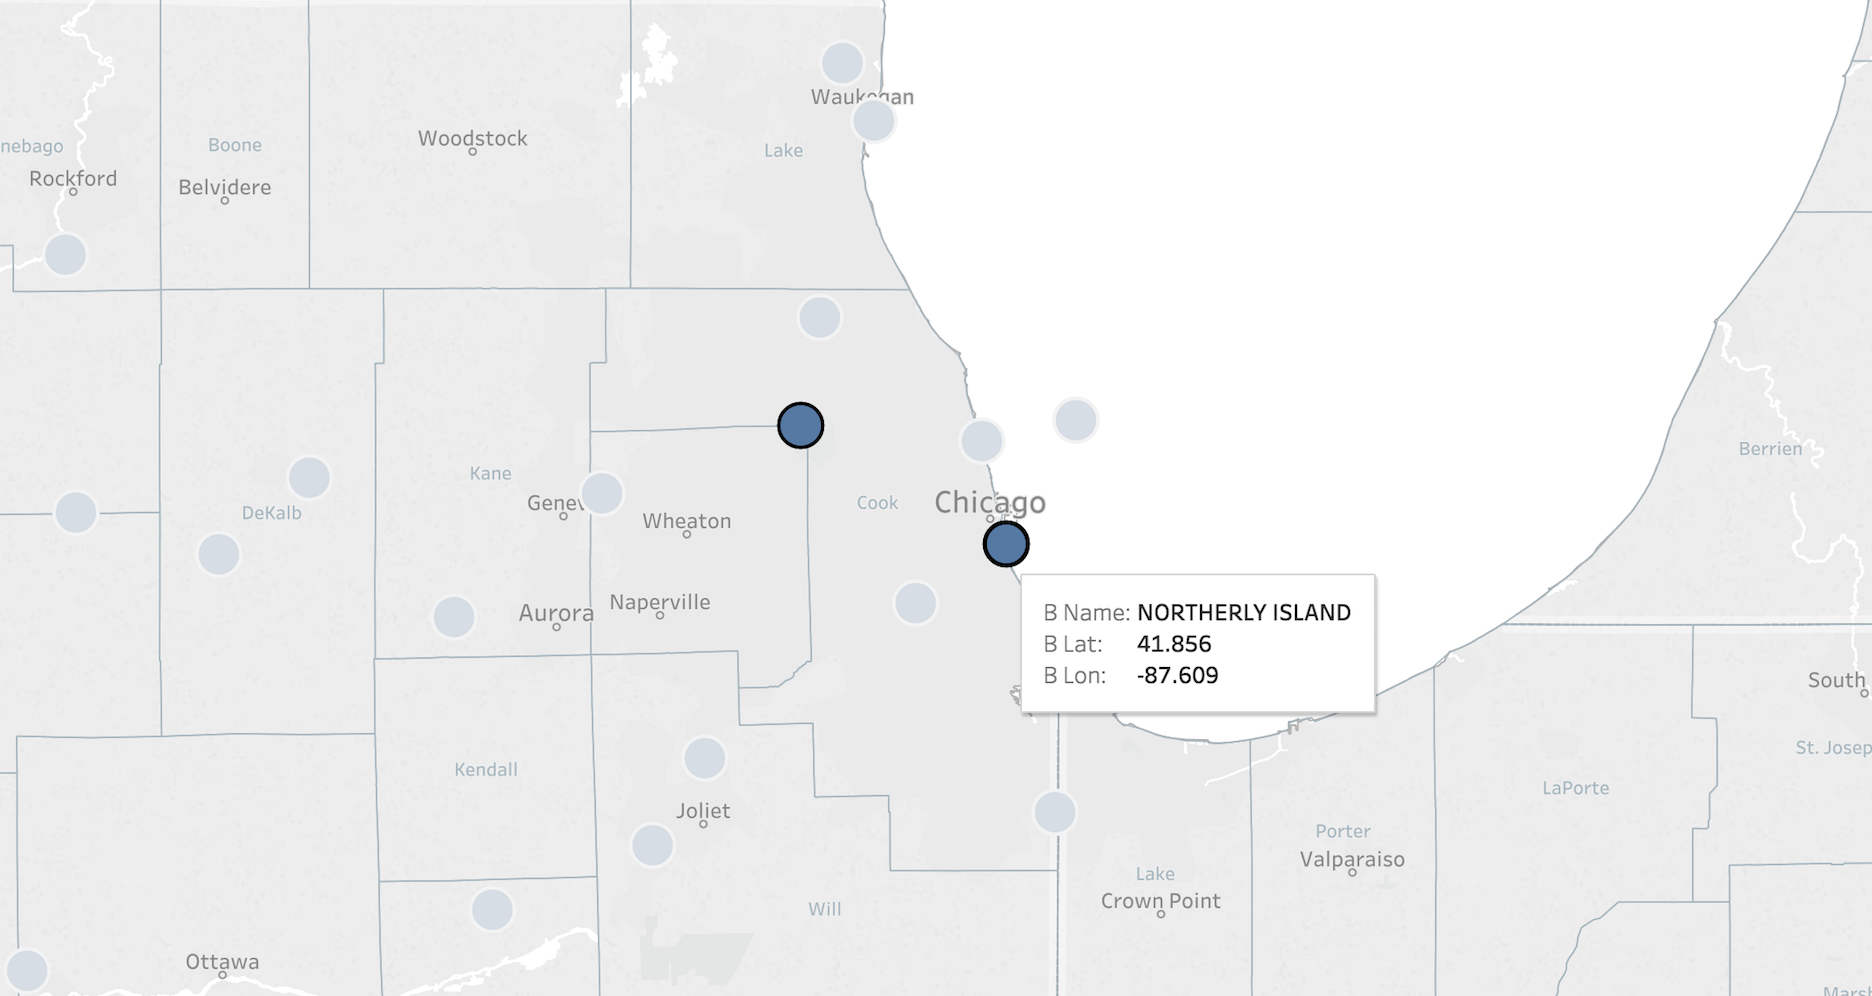 Waukegan
Woodstock
nebago
Boone
Lake
Rockford
Belvidere
Berrien
Kane
Genev
DeKalb
Cook
Chicago
Wheaton
Aurora
Naperville
B Name: NORTHERLY ISLAND
B Lat: 41.856
B Lon: -87.609
South
St. Josep
Kendall
LaPorte
Joliet
Porter
Valparaiso
Lake
Crown Point
Will
Ottawa
Marsh